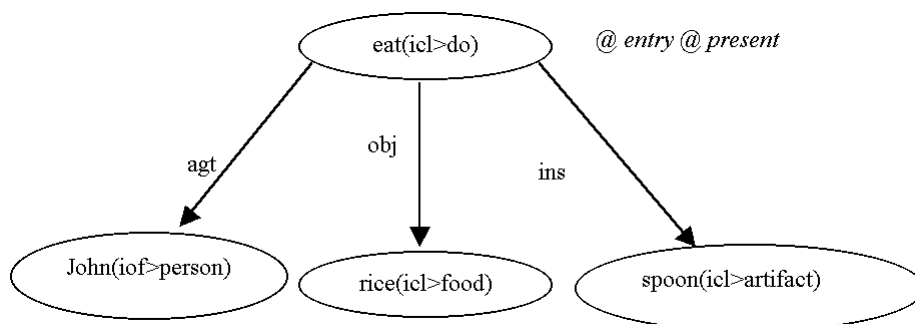 eat(icl>do)
@ entry @ present
agt
obj
ins
John(iof>person)
rice(icl>food)
spoon(icl>artifact)